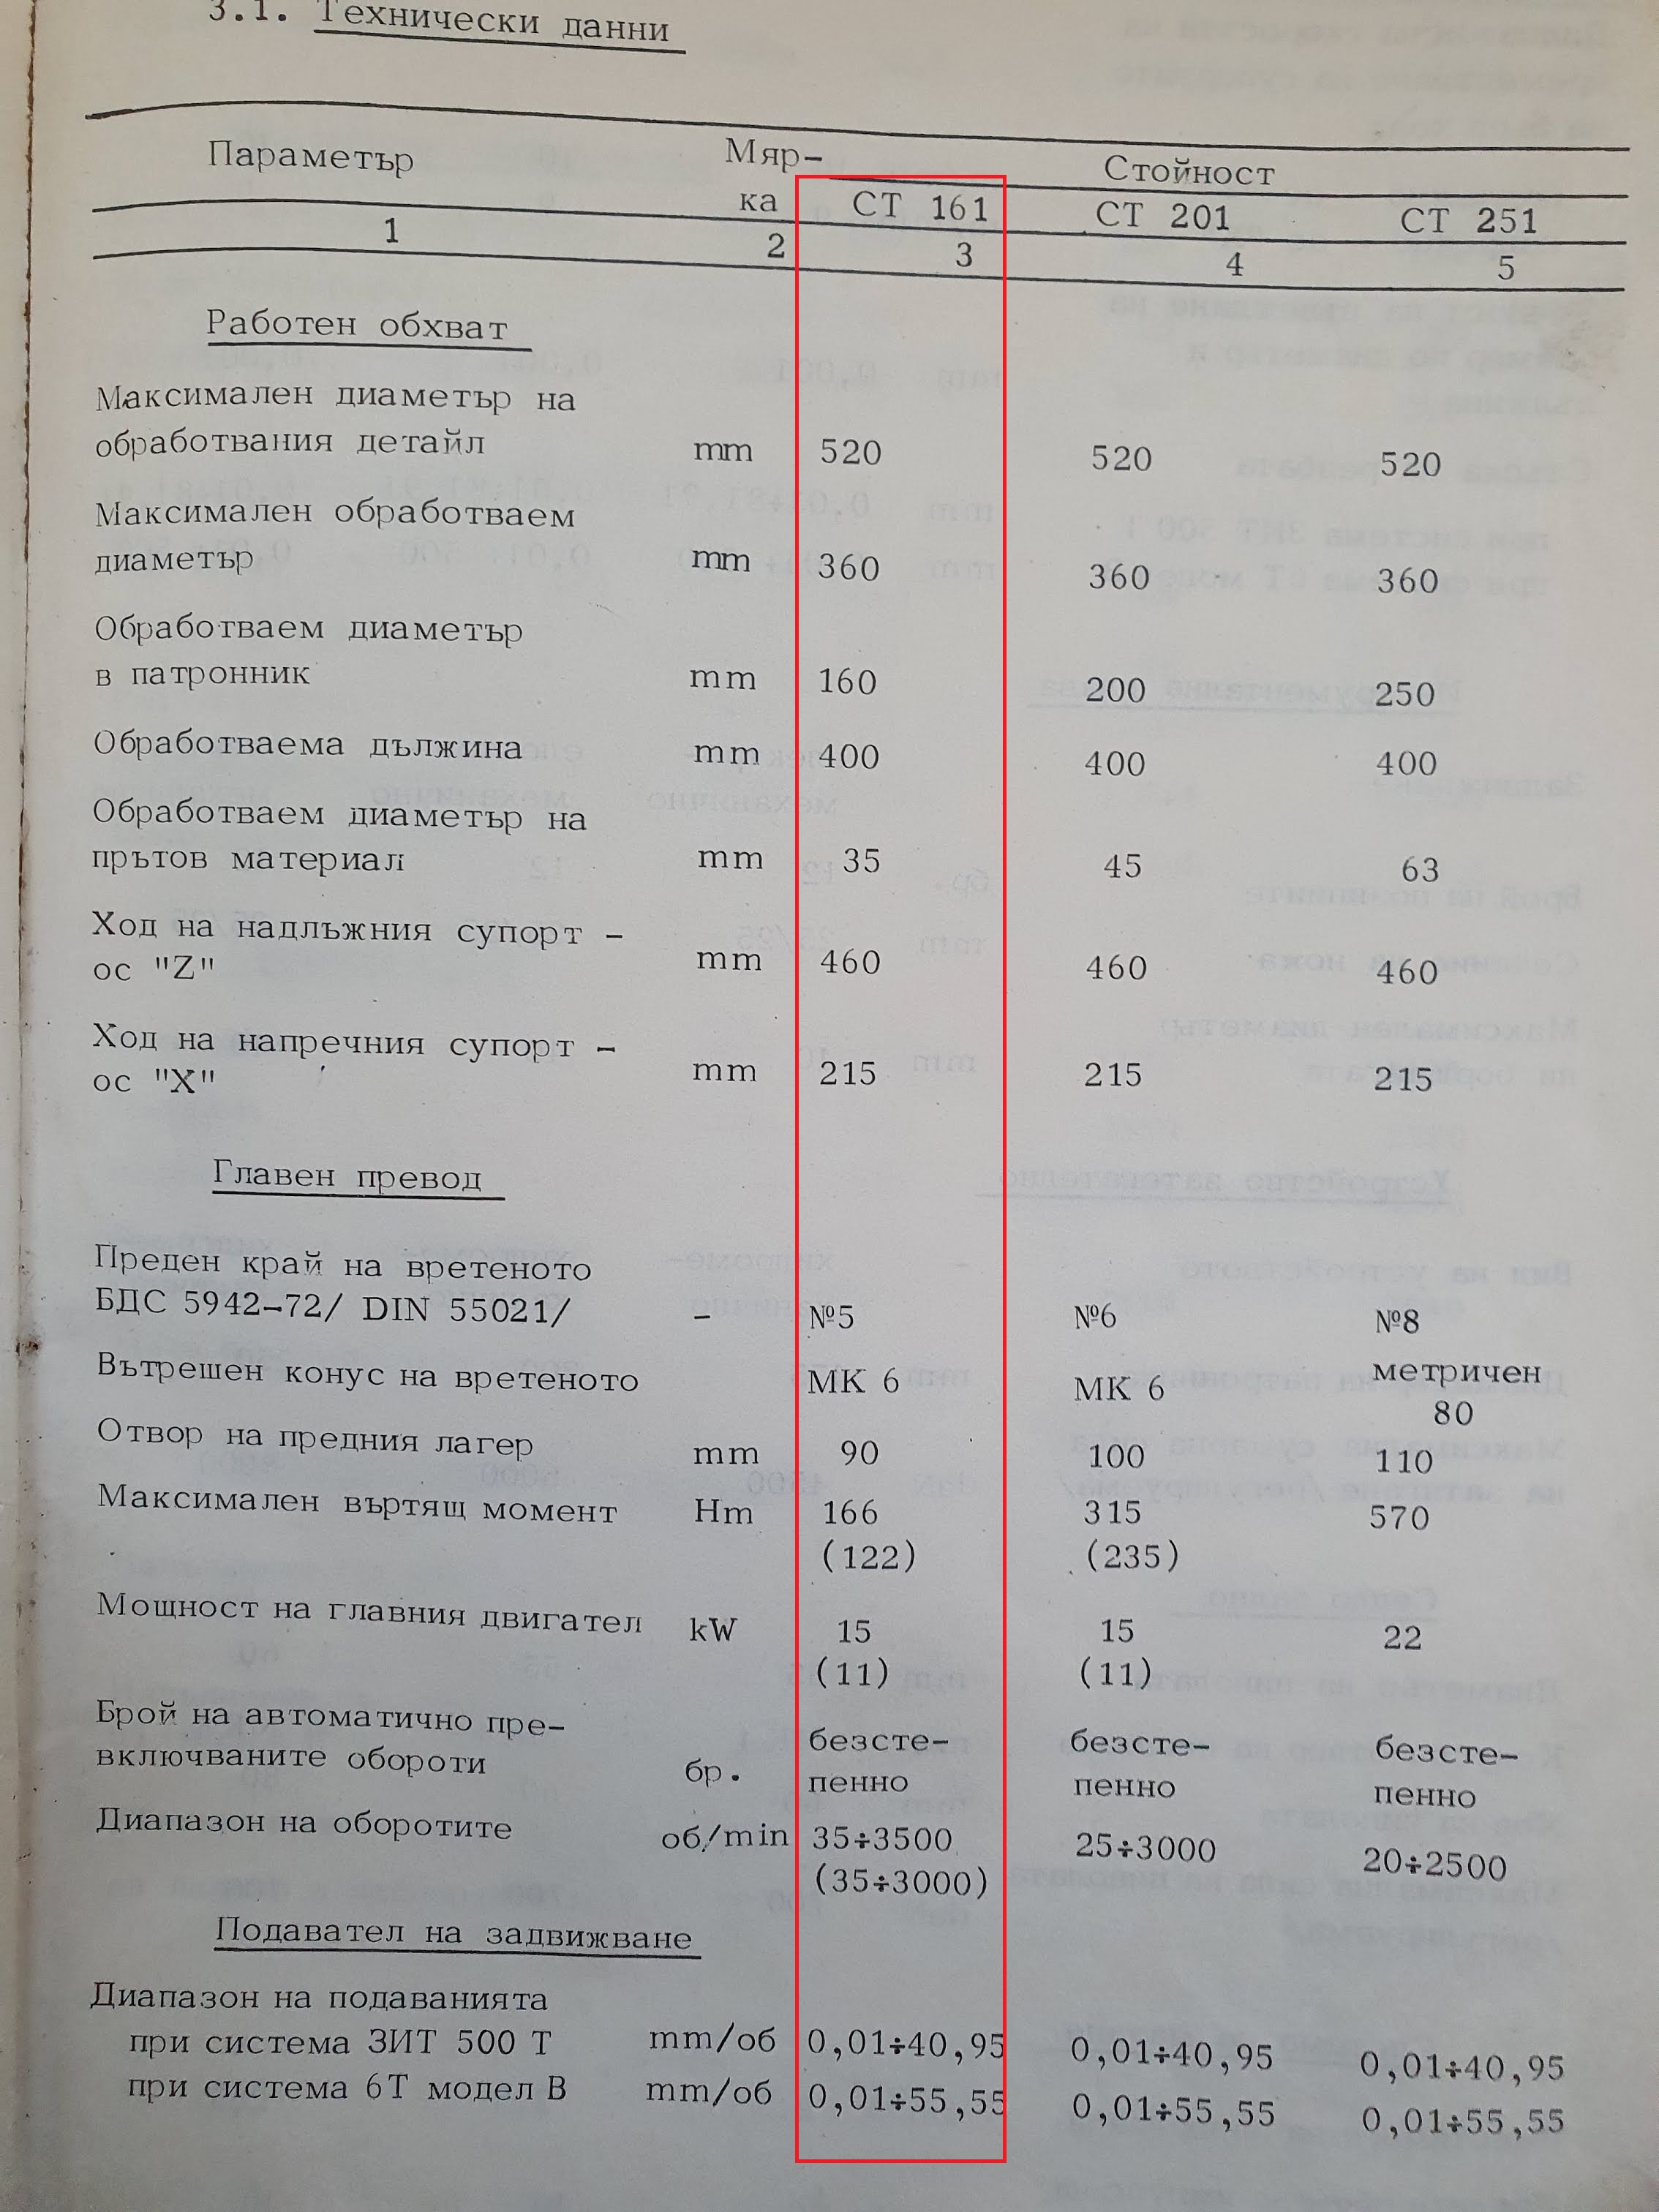 3.1. Технически данни
Параметър Мяр- Стойност
ка СТ 161 СТ 201 СТ 251
1 2 3 4 5
Работен обхват
Максимален диаметър на
обработвания детайл mm 520 520 520
Максимален обработваем
диаметър mm 360 360 360
Обработваем диаметър
в патронник mm 160 200 250
Обработваема дължина mm 400 400 400
Обработваем диаметър на
прътов материал mm 35 45 63
Ход на надлъжния супорт –
ос "Z" mm 460 460 460
Ход на напречния супорт –
ос "X" mm 215 215 215
Главен превод
Преден край на вретеното
БДС 5942-72/ DIN 55021/ – №5 №6 №8
Вътрешен конус на вретеното МК 6 МК 6 метричен
80
Отвор на предния лагер mm 90 100 110
Максимален въртящ момент Hm 166 315 570
(122) (235)
Мощност на главния двигател kW 15 15 22
(11) (11)
Брой на автоматично пре-
включваните обороти бр. безсте- безсте- безсте-
пенно пенно пенно
Диапазон на оборотите об/min 35÷3500 25÷3000 20÷2500
(35÷3000)
Подавател на задвижване
Диапазон на подаванията
при система ЗИТ 500 Т mm/об 0,01÷40,95 0,01÷40,95 0,01÷40,95
при система 6Т модел В mm/об 0,01÷55,55 0,01÷55,55 0,01÷55,55